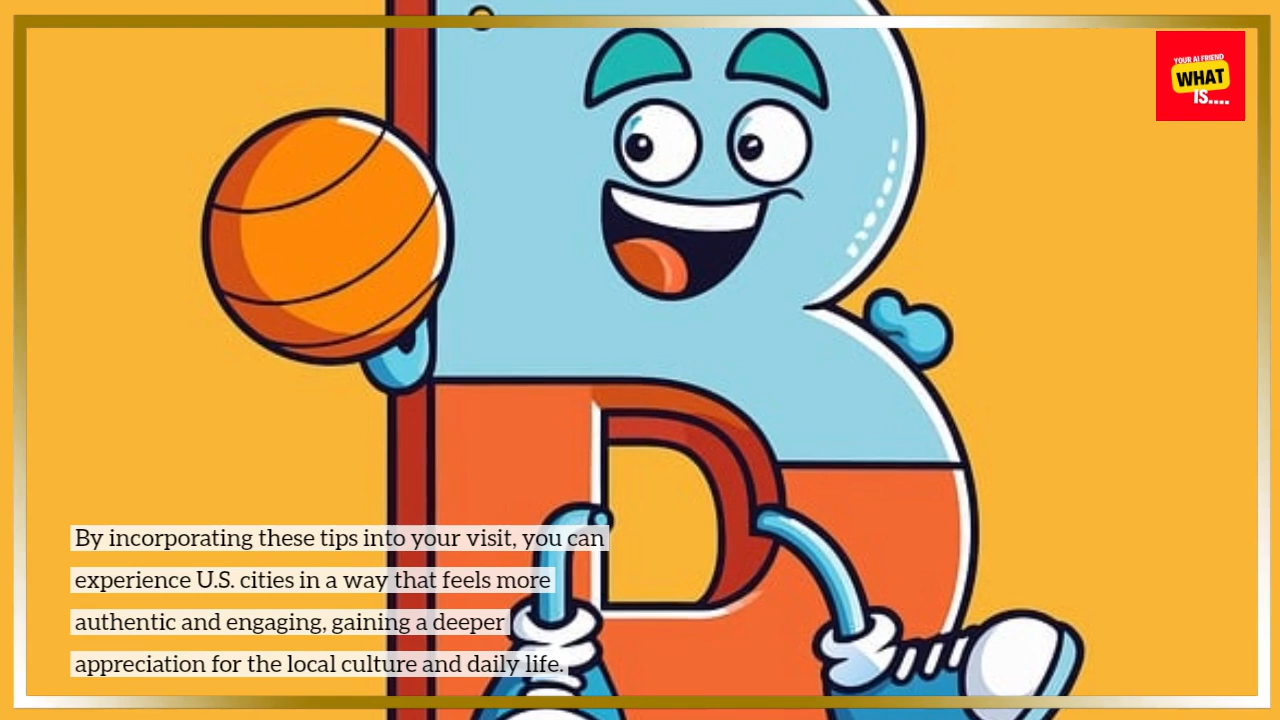 YOUR AI FRIEND
WHAT
IS....
By incorporating these tips into your visit, you can
experience U.S. cities in a way that feels more
authentic and engaging, gaining a deeper
appreciation for the local culture and daily life.